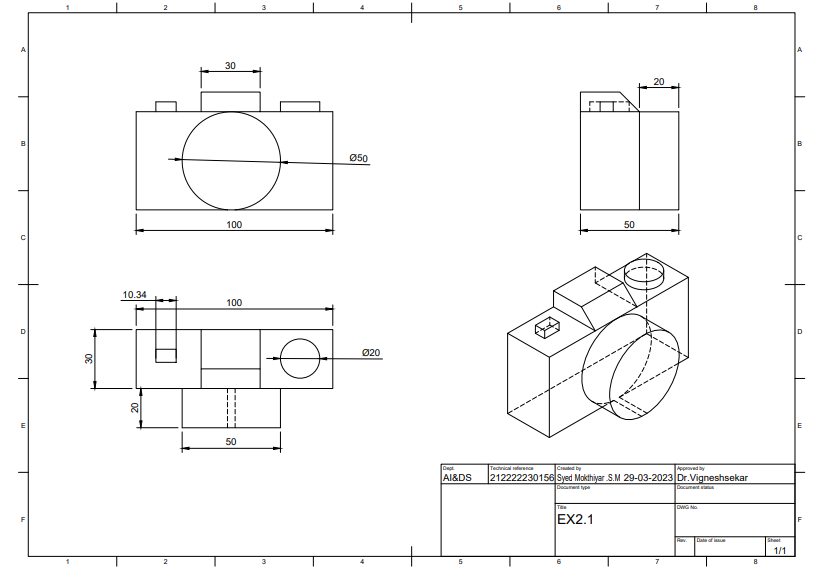 1 2 3 4 5 6 7 8
A A
30
20
B B
Ø50
100
50
C C
10.34
100
D D
30
Ø20
20
E E
50
Dept. Technical reference Created by Approved by
AI&DS 212222230156 Syed Mokthiyar .S.M 29-03-2023 Dr.Vigneshsekar
Document type Document status
Title DWG No.
EX2.1
F F
Rev. Date of issue Sheet
1/1
1 2 3 4 5 6 7 8